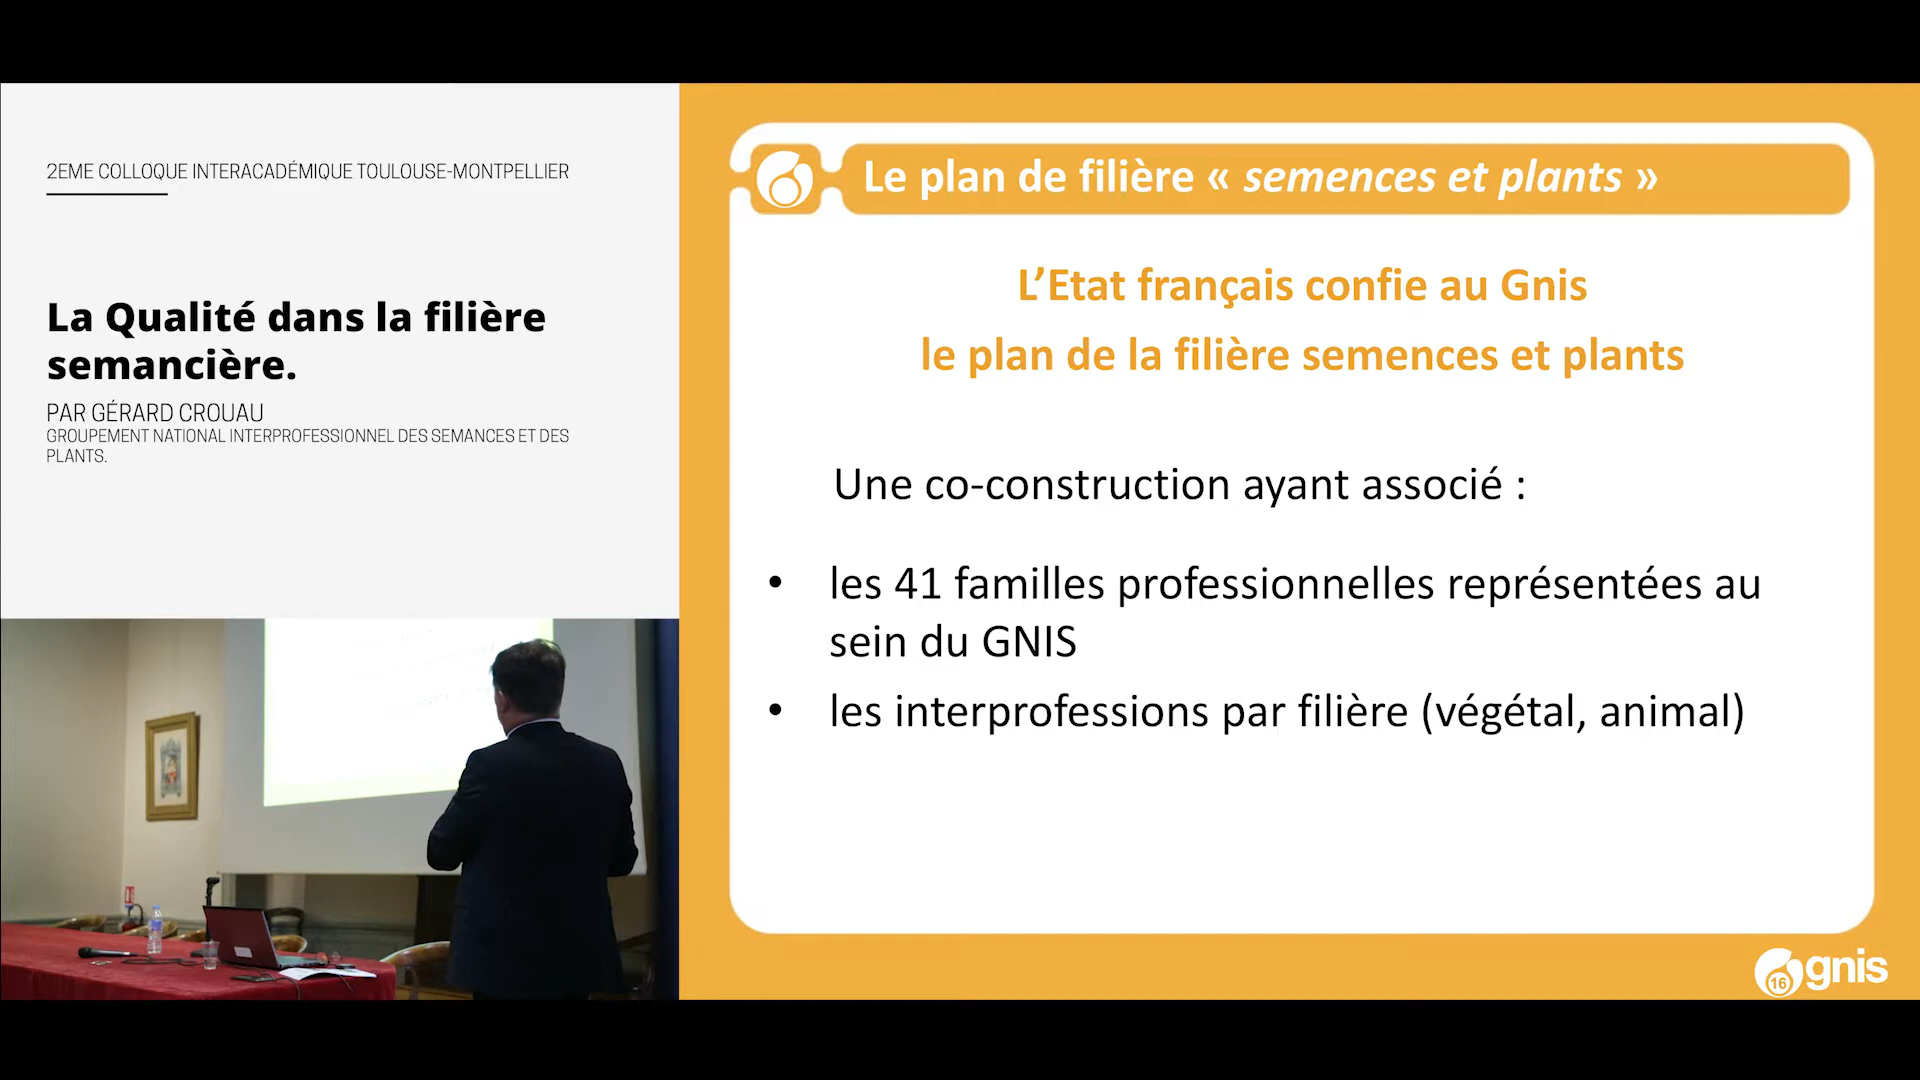 2EME COLLOQUE INTERACADÉMIQUE TOULOUSE-MONTPELLIER
La Qualité dans la filière
semancière.
PAR GÉRARD CROUAU
GROUPEMENT NATIONAL INTERPROFESSIONNEL DES SEMANCES ET DES
PLANTS.
Le plan de filière « semences et plants »
L’Etat français confie au Gnis
le plan de la filière semences et plants
Une co-construction ayant associé :
• les 41 familles professionnelles représentées au
sein du GNIS
• les interprofessions par filière (végétal, animal)
16
gnis